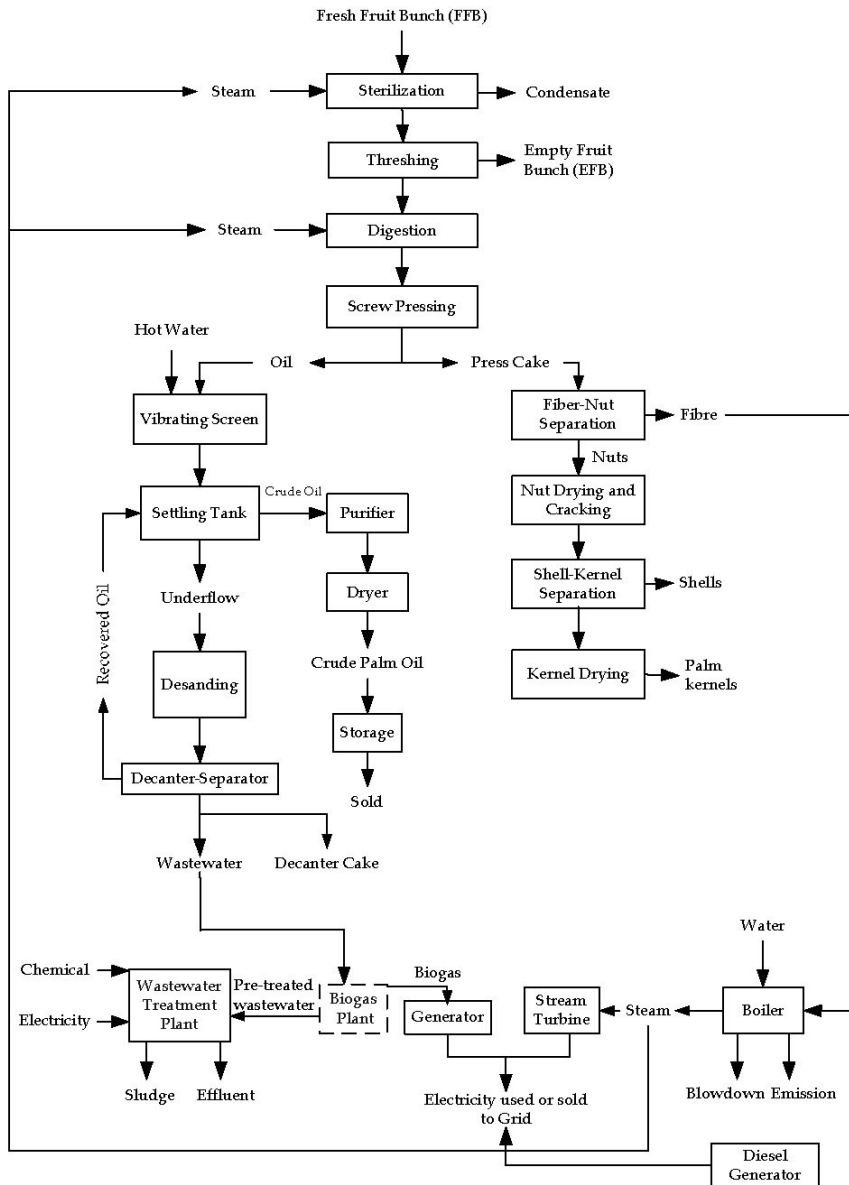 Fresh Fruit Bunch (FFB)
Steam
Sterilization
Condensate
Threshing
Empty Fruit
Bunch (EFB)
Steam
Digestion
Screw Pressing
Hot Water
Oil
Press Cake
Vibrating Screen
Fiber-Nut
Separation
Fibre
Nuts
Settling Tank
Crude Oil
Purifier
Nut Drying and
Cracking
Recovered Oil
Underflow
Dryer
Shell-Kernel
Separation
Shells
Desanding
Crude Palm Oil
Kernel Drying
Palm
kernels
Storage
Decanter-Separator
Sold
Wastewater
Decanter Cake
Water
Chemical
Wastewater
Treatment
Plant
Pre-treated
wastewater
Biogas
Plant
Biogas
Generator
Stream
Turbine
Steam
Boiler
Electricity
Sludge
Effluent
Electricity used or sold
to Grid
Blowdown
Emission
Diesel
Generator